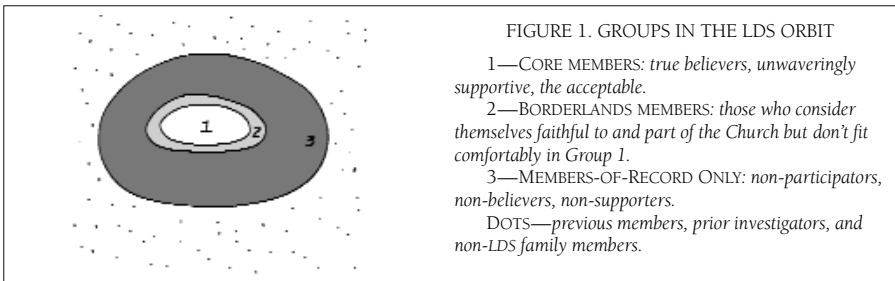 1
2
3
FIGURE 1. GROUPS IN THE LDS ORBIT
1—CORE MEMBERS: true believers, unwaveringly
supportive, the acceptable.
2—BORDERLANDS MEMBERS: those who consider
themselves faithful to and part of the Church but don't fit
comfortably in Group 1.
3—MEMBERS-OF-RECORD ONLY: non-participators,
non-believers, non-supporters.
DOTS—previous members, prior investigators, and
non-LDS family members.